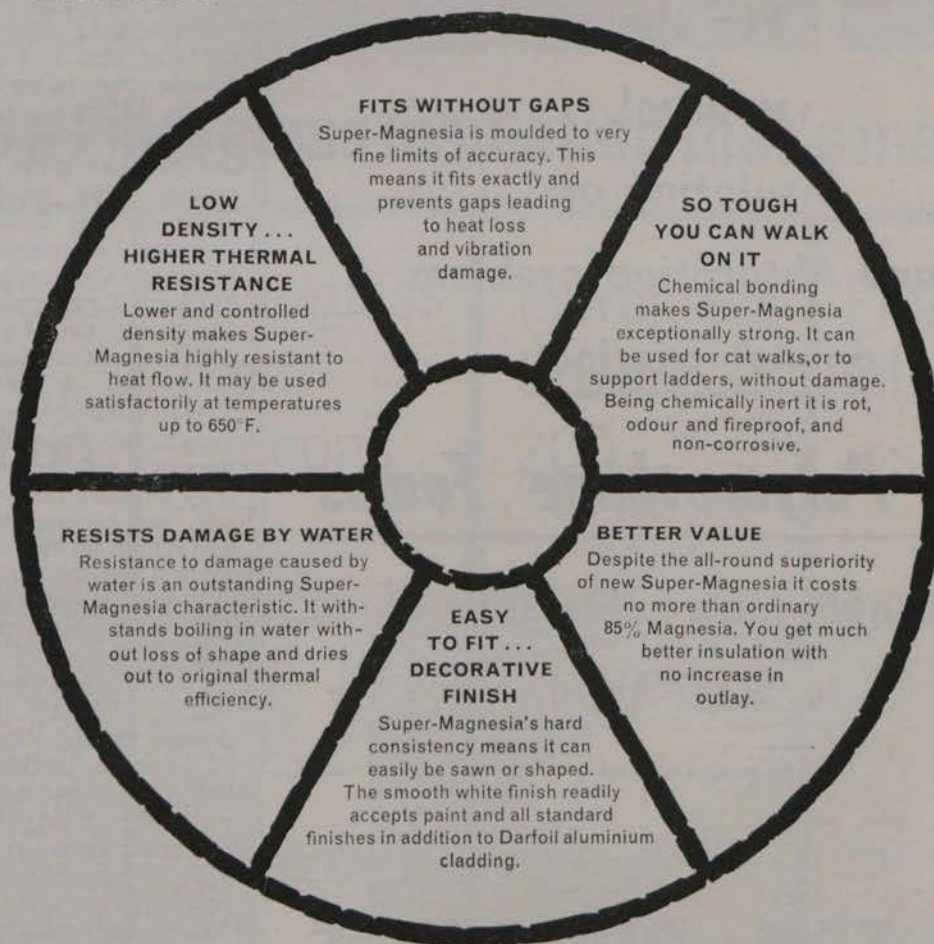 FITS WITHOUT GAPS
Super-Magnesia is moulded to very
fine limits of accuracy. This
means it fits exactly and
prevents gaps leading
to heat loss
and vibration
damage.
SO TOUGH
YOU CAN WALK
ON IT
Chemical bonding
makes Super-Magnesia
exceptionally strong. It can
be used for cat walks,or to
support ladders, without damage.
Being chemically inert it is rot,
odour and fireproof, and
non-corrosive.
BETTER VALUE
Despite the all-round superiority
of new Super-Magnesia it costs
no more than ordinary
85% Magnesia. You get much
better insulation with
no increase in
outlay.
EASY
TO FIT...
DECORATIVE
FINISH
Super-Magnesia's hard
consistency means it can
easily be sawn or shaped.
The smooth white finish readily
accepts paint and all standard
finishes in addition to Darfoil aluminium
cladding.
RESISTS DAMAGE BY WATER
Resistance to damage caused by
water is an outstanding Super-
Magnesia characteristic. It with-
stands boiling in water with-
out loss of shape and dries
out to original thermal
efficiency.
LOW
DENSITY...
HIGHER THERMAL
RESISTANCE
Lower and controlled
density makes Super-
Magnesia highly resistant to
heat flow. It may be used
satisfactorily at temperatures
up to 650°F.